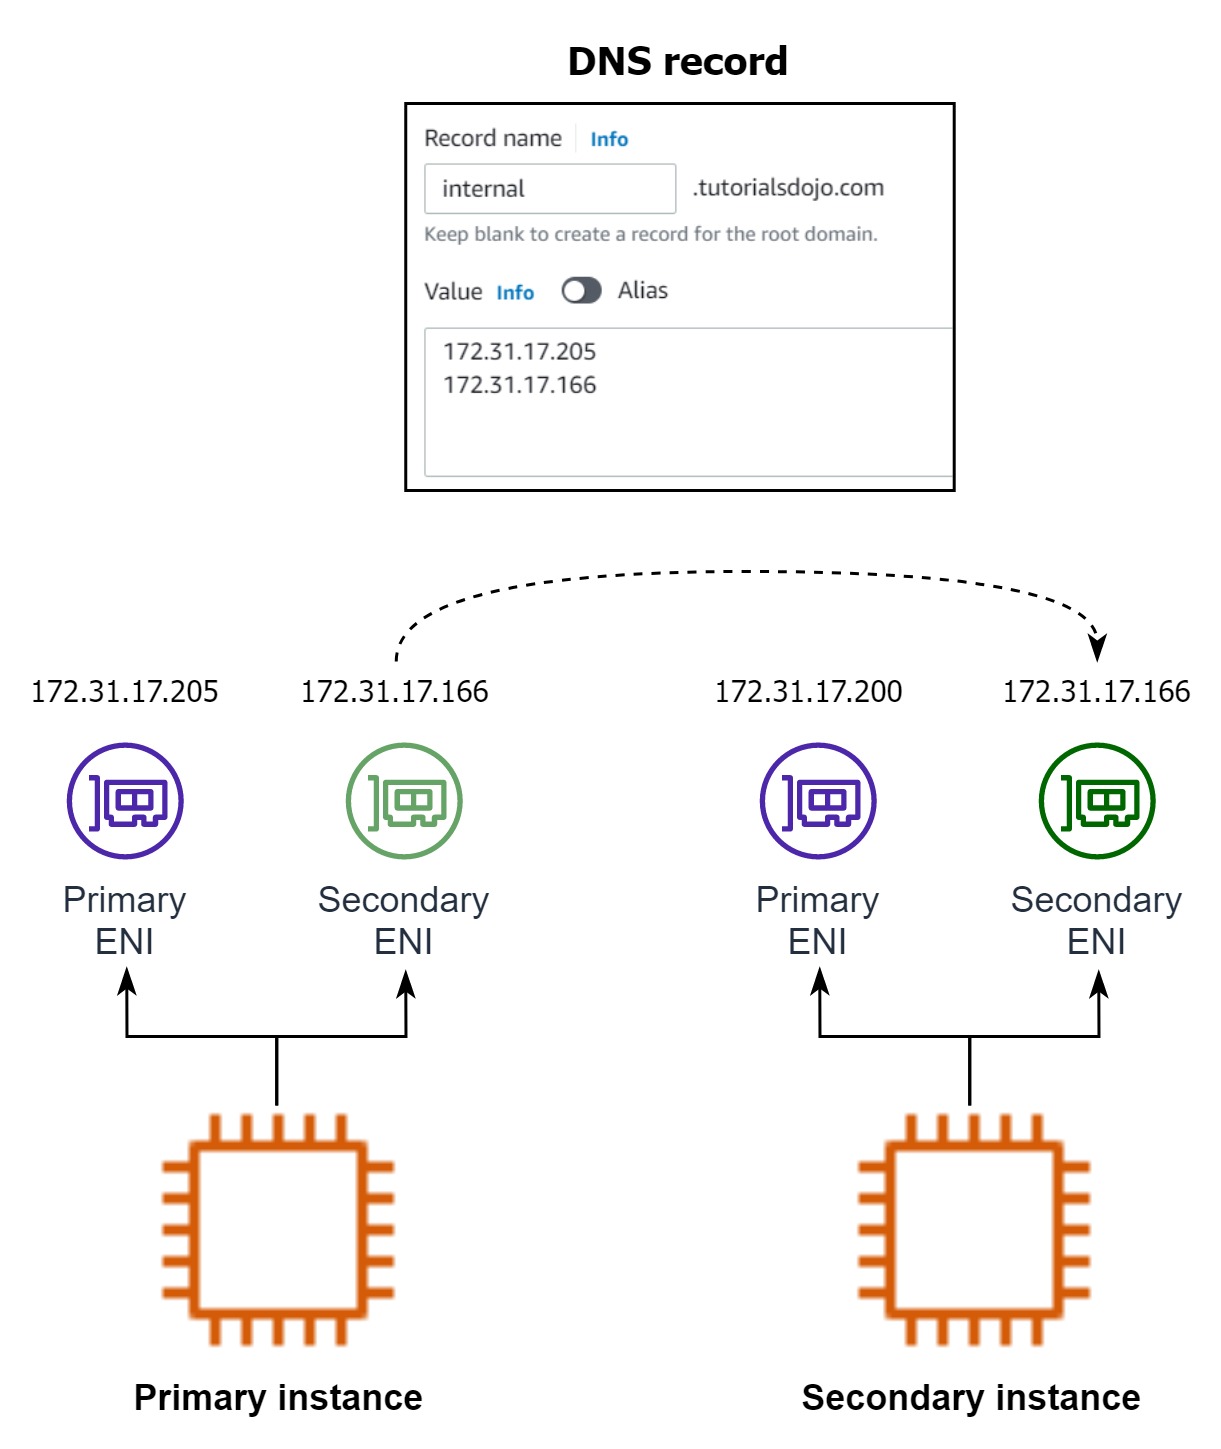 DNS record
Record name Info
internal .tutorialsdojo.com
Keep blank to create a record for the root domain.
Value Info Alias
172.31.17.205
172.31.17.166
172.31.17.205 172.31.17.166 172.31.17.200 172.31.17.166
Primary Secondary Primary Secondary
ENI ENI ENI ENI
Primary instance Secondary instance